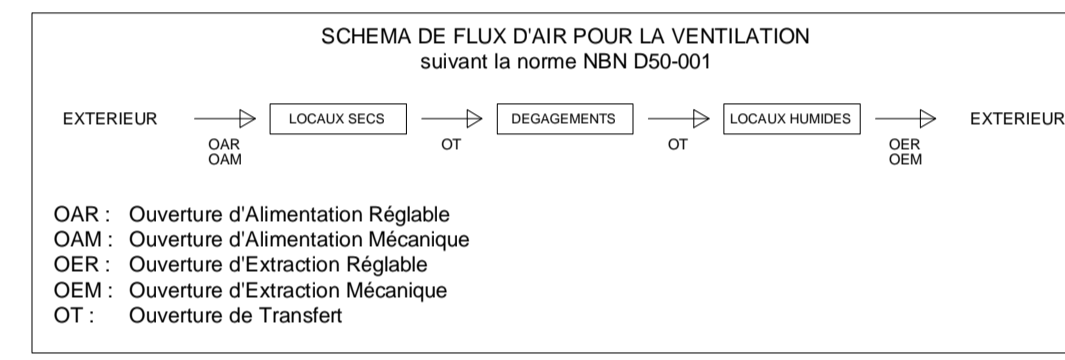 SCHEMA DE FLUX D'AIR POUR LA VENTILATION
suivant la norme NBN D50-001
EXTERIEUR LOCAUX SECS DEGAGEMENTS LOCAUX HUMIDES EXTERIEUR
OAR OT OT OER
OAM OEM
OAR : Ouverture d'Alimentation Réglable
OAM : Ouverture d'Alimentation Mécanique
OER : Ouverture d'Extraction Réglable
OEM : Ouverture d'Extraction Mécanique
OT : Ouverture de Transfert